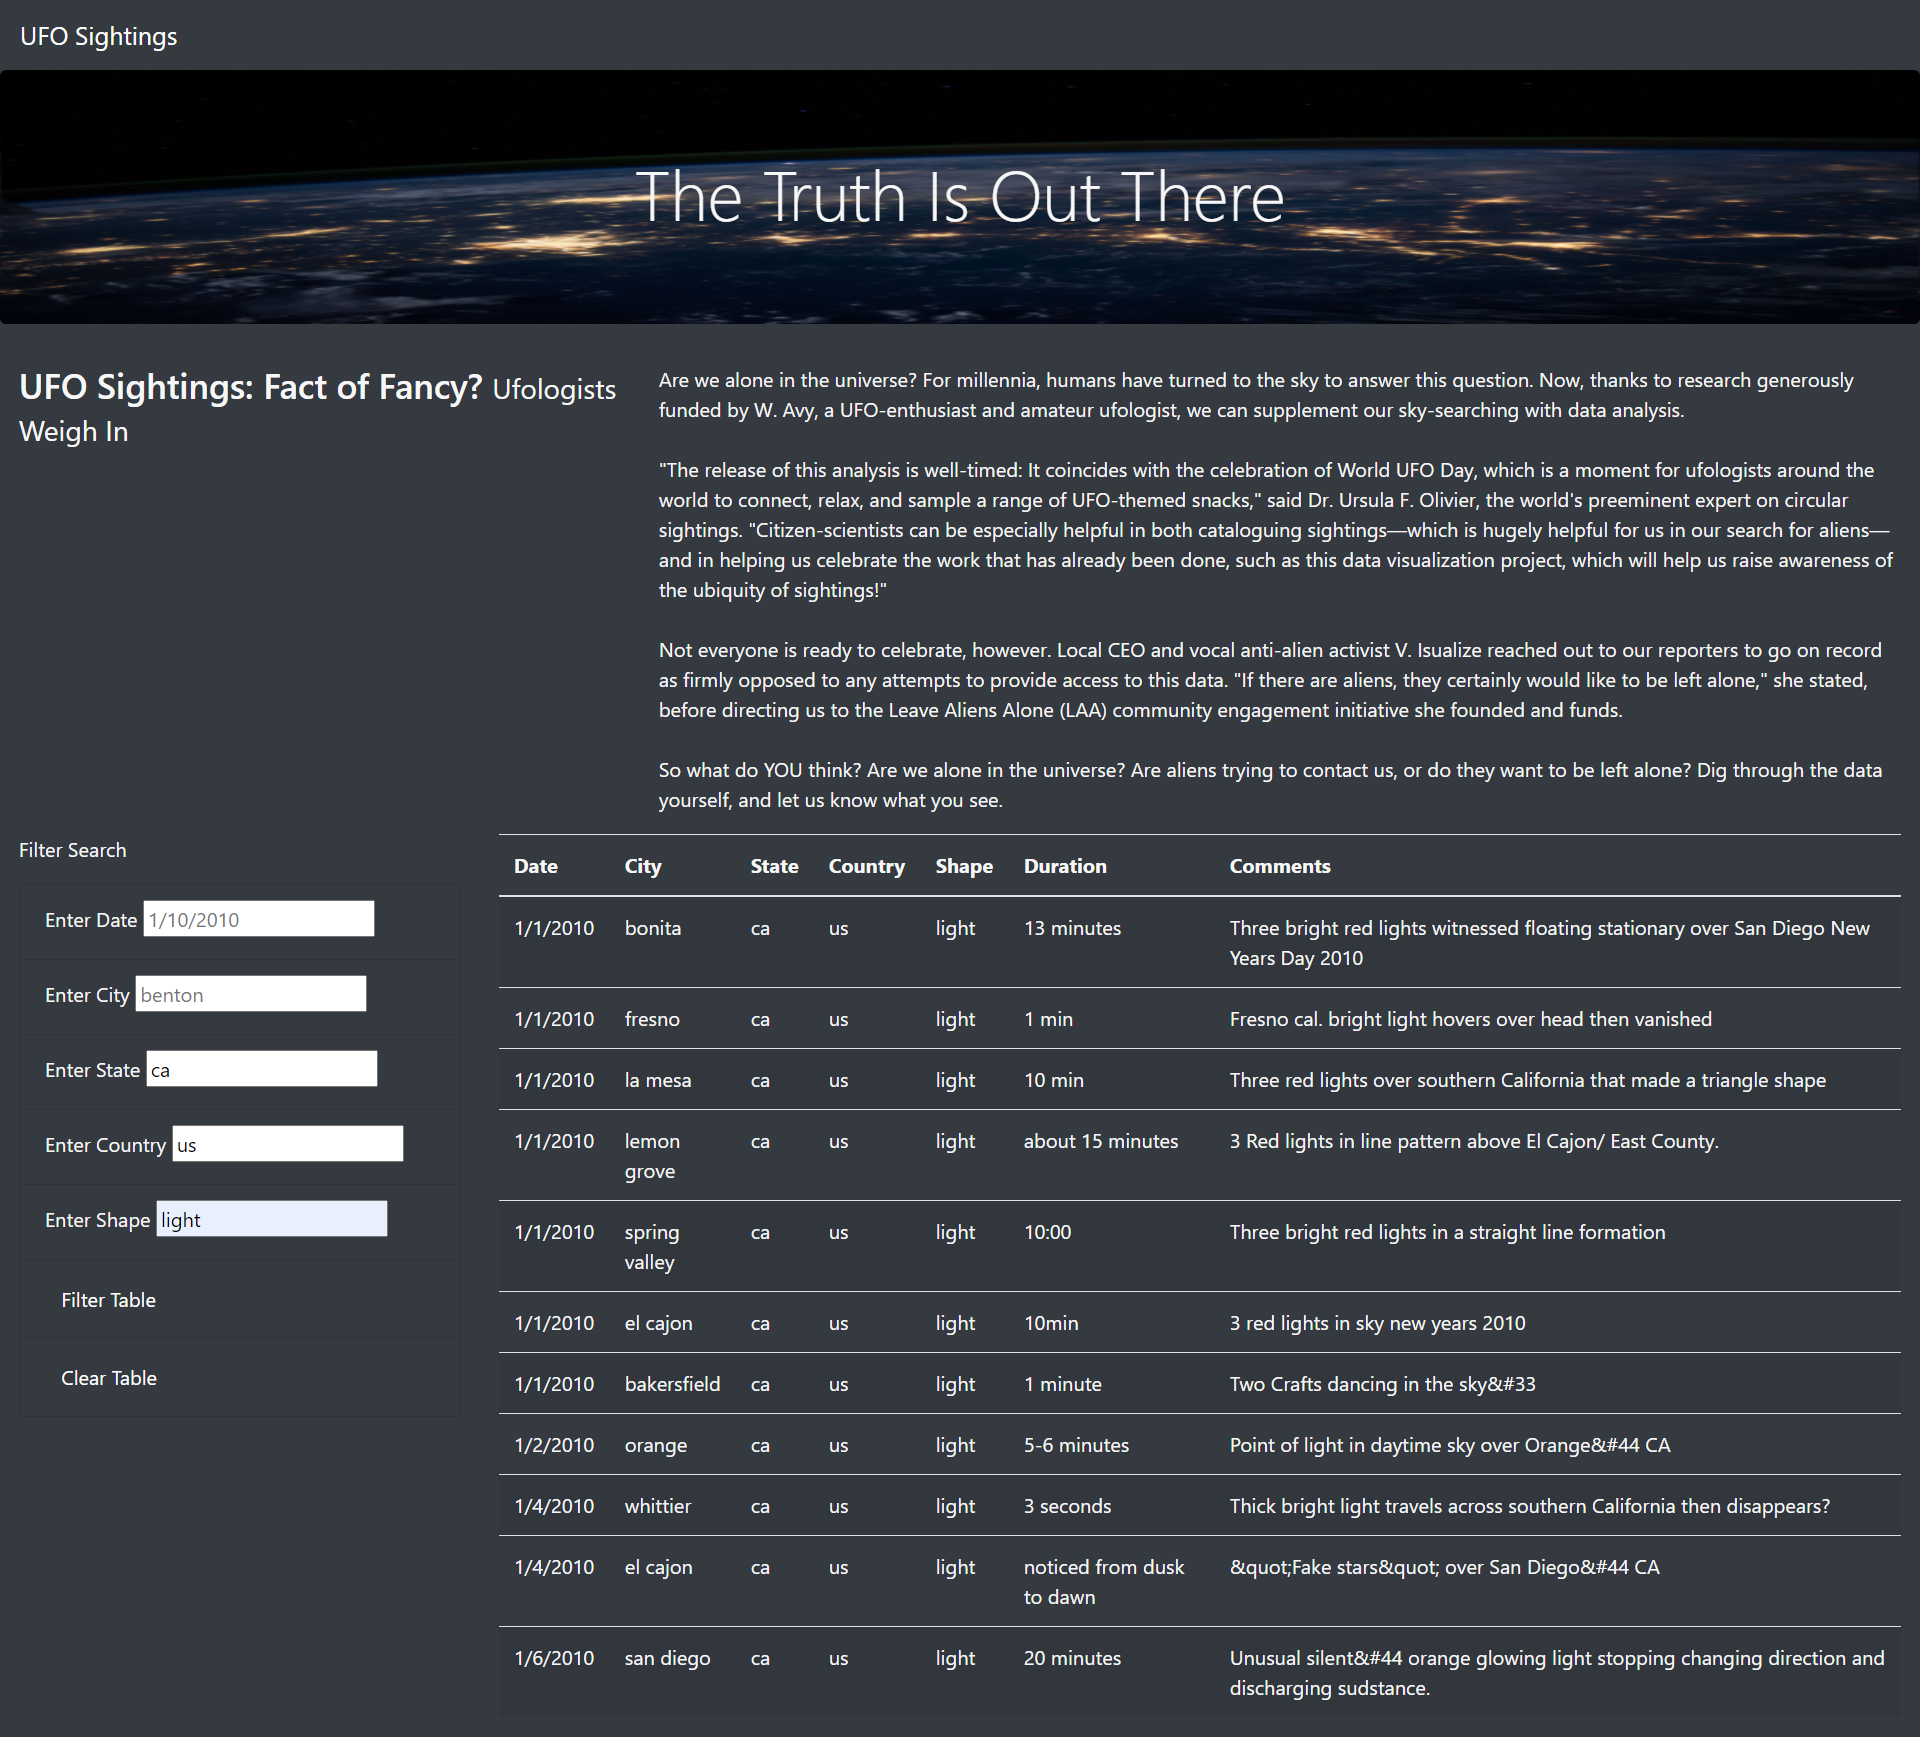 UFO Sightings
The Truth Is Out There
UFO Sightings: Fact of Fancy? Ufologists
Weigh In
Are we alone in the universe? For millennia, humans have turned to the sky to answer this question. Now, thanks to research generously
funded by W. Avy, a UFO-enthusiast and amateur ufologist, we can supplement our sky-searching with data analysis.
"The release of this analysis is well-timed: It coincides with the celebration of World UFO Day, which is a moment for ufologists around the
world to connect, relax, and sample a range of UFO-themed snacks," said Dr. Ursula F. Olivier, the world's preeminent expert on circular
sightings. "Citizen-scientists can be especially helpful in both cataloguing sightings—which is hugely helpful for us in our search for aliens—
and in helping us celebrate the work that has already been done, such as this data visualization project, which will help us raise awareness of
the ubiquity of sightings!"
Not everyone is ready to celebrate, however. Local CEO and vocal anti-alien activist V. Isualize reached out to our reporters to go on record
as firmly opposed to any attempts to provide access to this data. "If there are aliens, they certainly would like to be left alone," she stated,
before directing us to the Leave Aliens Alone (LAA) community engagement initiative she founded and funds.
So what do YOU think? Are we alone in the universe? Are aliens trying to contact us, or do they want to be left alone? Dig through the data
yourself, and let us know what you see.
Filter Search
Enter Date 1/10/2010
Enter City benton
Enter State ca
Enter Country us
Enter Shape light
Filter Table
Clear Table
Date City State Country Shape Duration Comments
1/1/2010 bonita ca us light 13 minutes Three bright red lights witnessed floating stationary over San Diego New
Years Day 2010
1/1/2010 fresno ca us light 1 min Fresno cal. bright light hovers over head then vanished
1/1/2010 la mesa ca us light 10 min Three red lights over southern California that made a triangle shape
1/1/2010 lemon ca us light about 15 minutes 3 Red lights in line pattern above El Cajon/ East County.
grove
1/1/2010 spring ca us light 10:00 Three bright red lights in a straight line formation
valley
1/1/2010 el cajon ca us light 10min 3 red lights in sky new years 2010
1/1/2010 bakersfield ca us light 1 minute Two Crafts dancing in the sky&#33
1/2/2010 orange ca us light 5-6 minutes Point of light in daytime sky over Orange&#44 CA
1/4/2010 whittier ca us light 3 seconds Thick bright light travels across southern California then disappears?
1/4/2010 el cajon ca us light noticed from dusk &quot;Fake stars&quot; over San Diego&#44 CA
to dawn
1/6/2010 san diego ca us light 20 minutes Unusual silent&#44 orange glowing light stopping changing direction and
discharging sudstance.